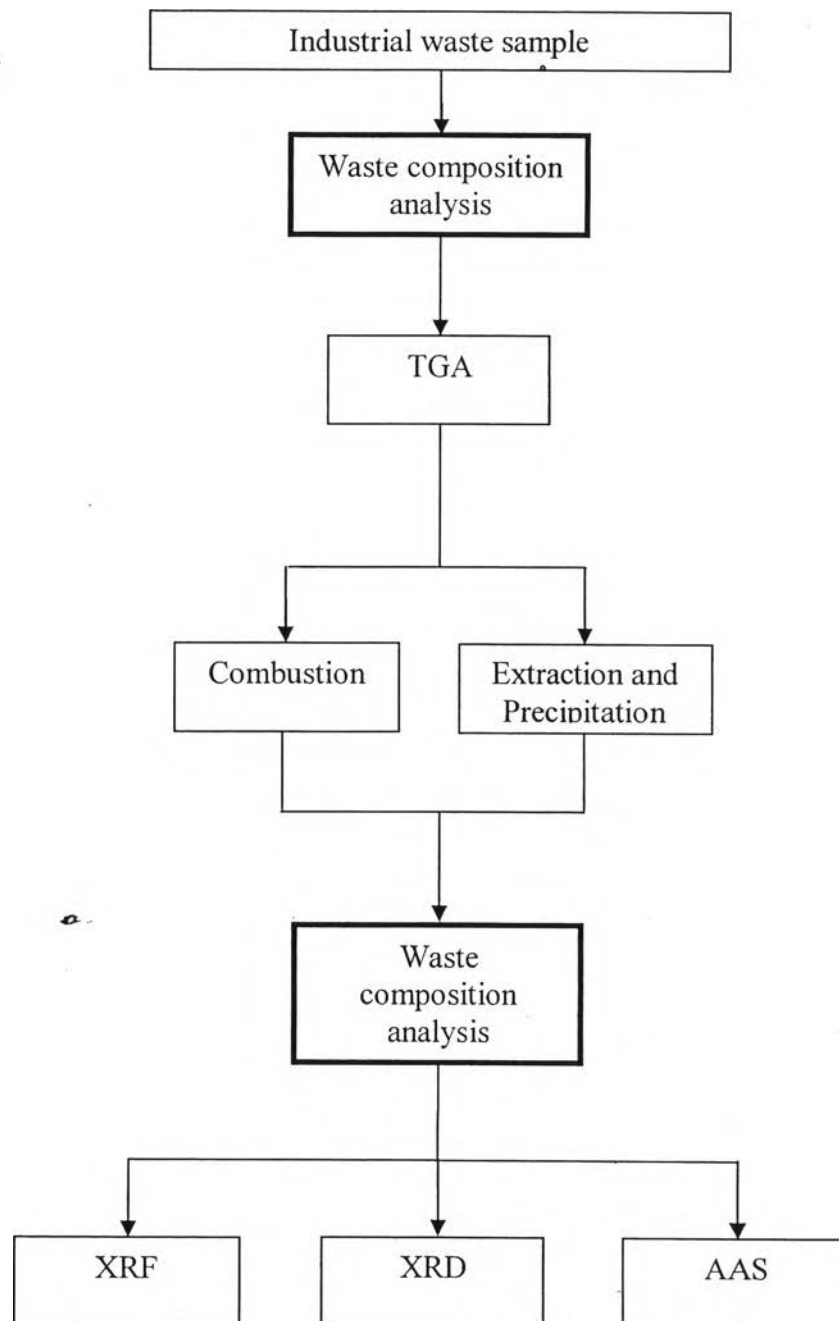 Industrial waste sample
Waste composition
analysis
TGA
Combustion
Extraction and
Precipitation
Waste
composition
analysis
XRF
XRD
AAS